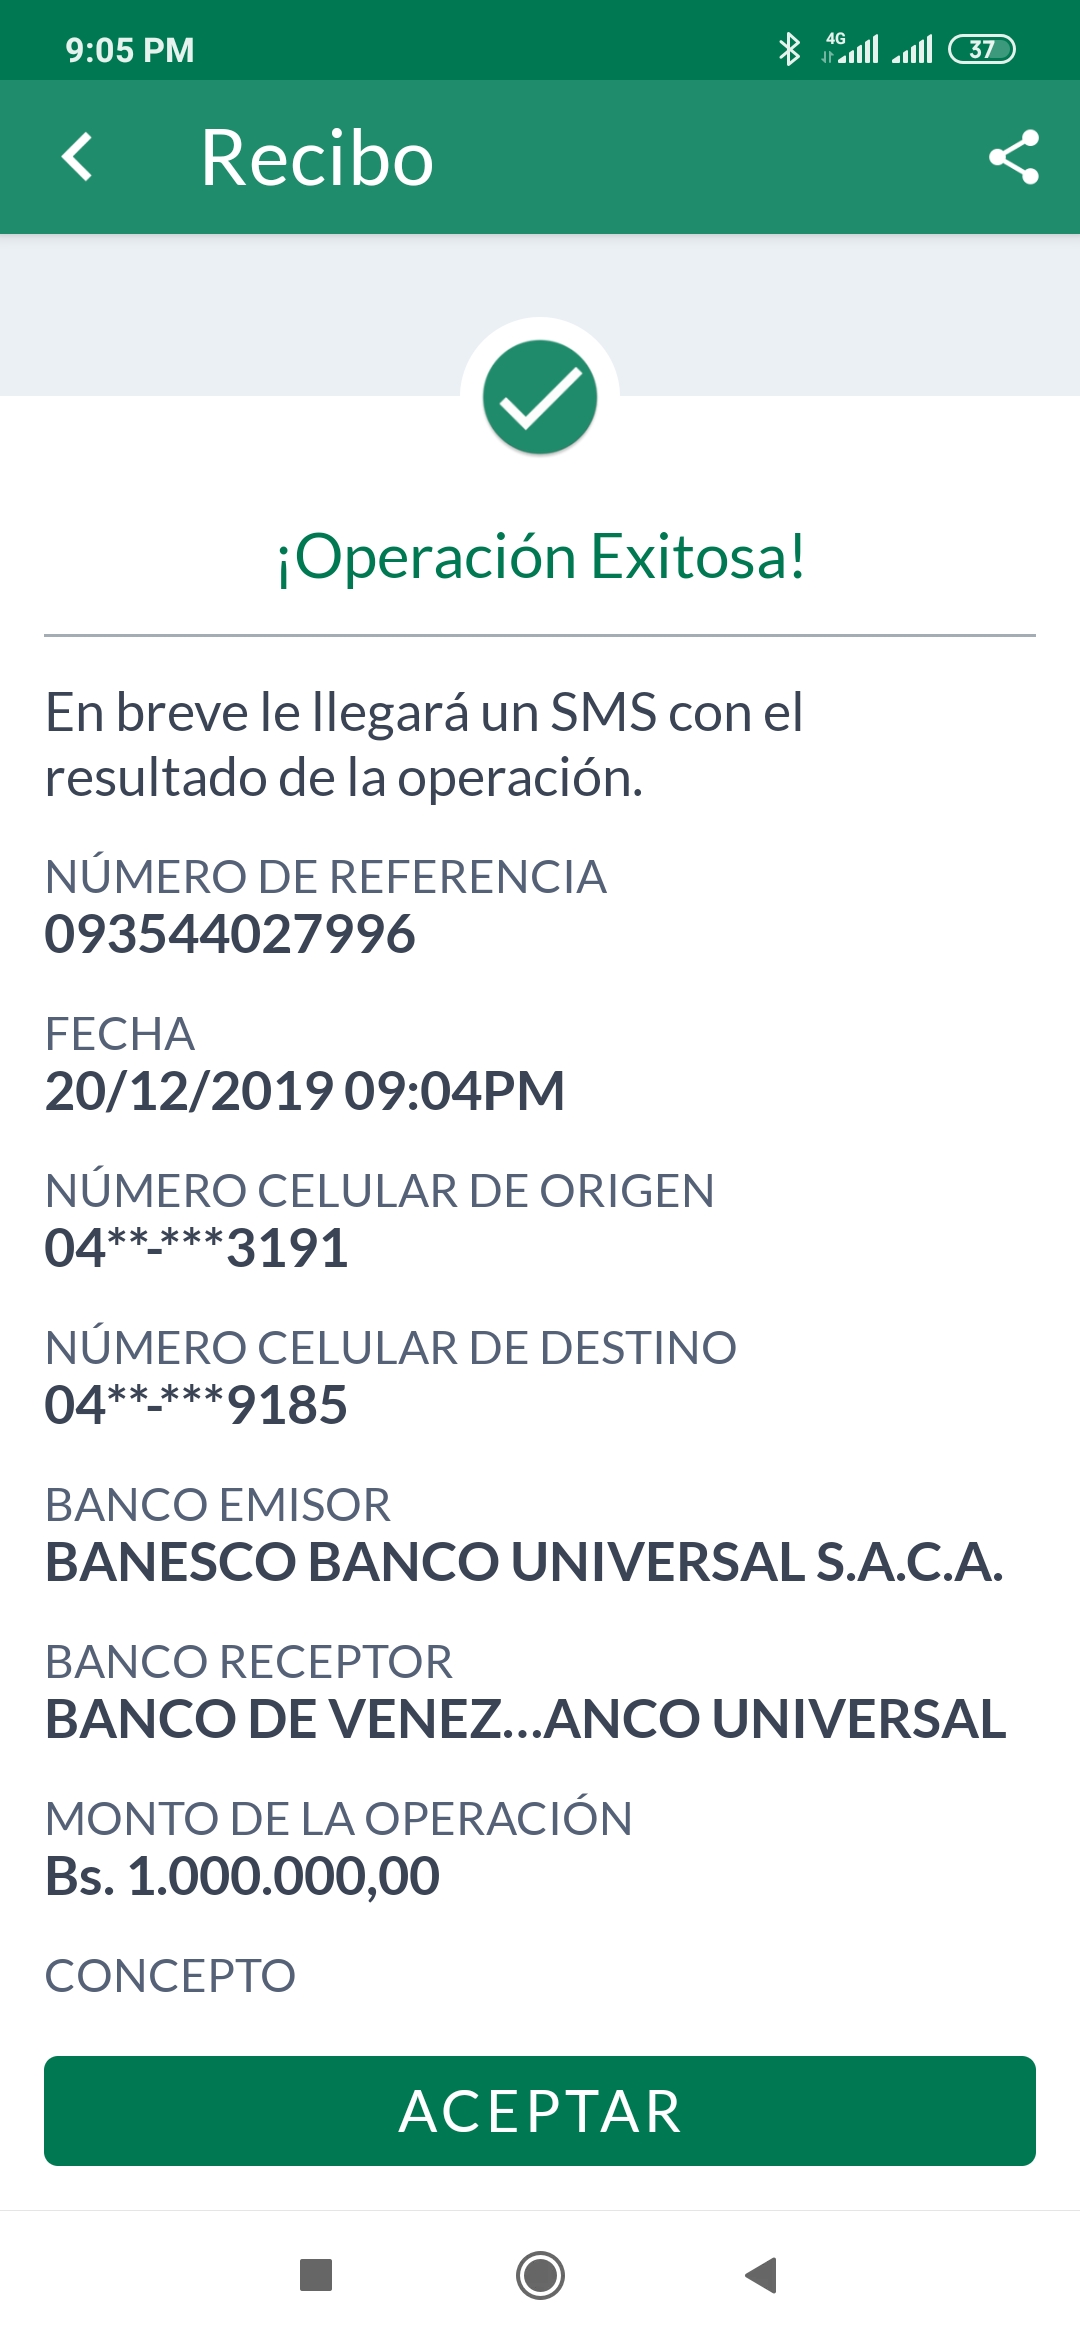 9:05 PM
4G
37
Recibo
¡Operación Exitosa!
En breve le llegará un SMS con el
resultado de la operación.
NÚMERO DE REFERENCIA
093544027996
FECHA
20/12/2019 09:04PM
NÚMERO CELULAR DE ORIGEN
04**-***3191
NÚMERO CELULAR DE DESTINO
04**-***9185
BANCO EMISOR
BANESCO BANCO UNIVERSAL S.A.C.A.
BANCO RECEPTOR
BANCO DE VENEZ...ANCO UNIVERSAL
MONTO DE LA OPERACIÓN
Bs. 1.000.000,00
CONCEPTO
ACEPTAR